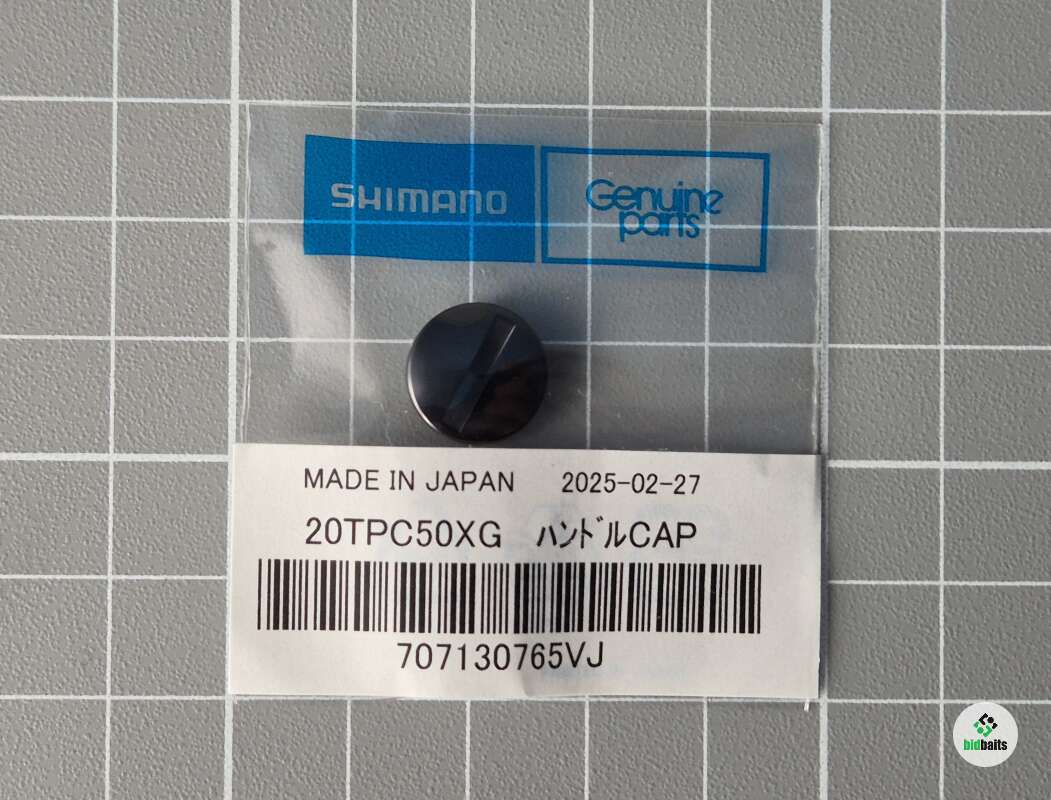 SHIMANO
Genuine
parts
MADE IN JAPAN 2025-02-27
20TPC50XG ﾊﾝﾄﾞﾙCAP
707130765VJ
bidbaits